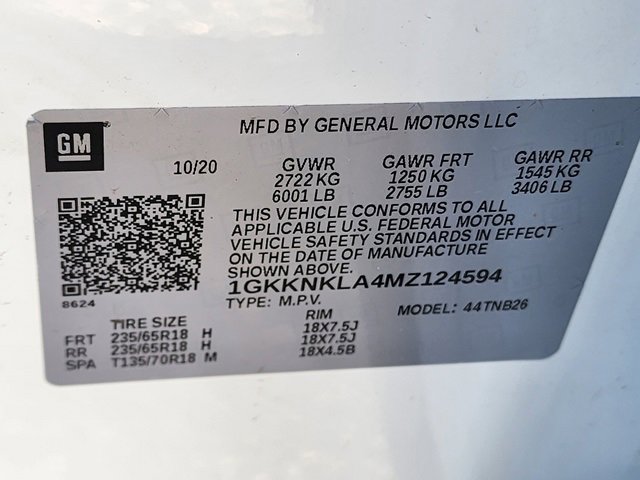 GM
MFD BY GENERAL MOTORS LLC
10/20 GVWR GAWR FRT GAWR RR
2722 KG 1250 KG 1545 KG
6001 LB 2755 LB 3406 LB
THIS VEHICLE CONFORMS TO ALL
APPLICABLE U.S. FEDERAL MOTOR
VEHICLE SAFETY STANDARDS IN EFFECT
ON THE DATE OF MANUFACTURE
SHOWN ABOVE.
8624
1GKKNKLA4MZ124594
TYPE: M.P.V. MODEL: 44TNB26
TIRE SIZE RIM
FRT 235/65R18 H 18X7.5J
RR 235/65R18 H 18X7.5J
SPA T135/70R18 M 18X4.5B